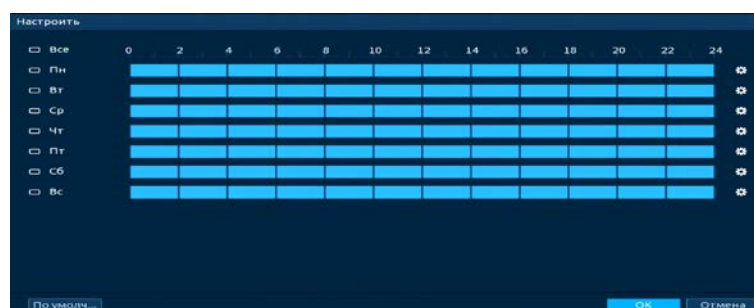 Настроить
Все 0 2 4 6 8 10 12 14 16 18 20 22 24
Пн
Вт
Ср
Чт
Пт
Сб
Вс
По умолч... OK Отмена